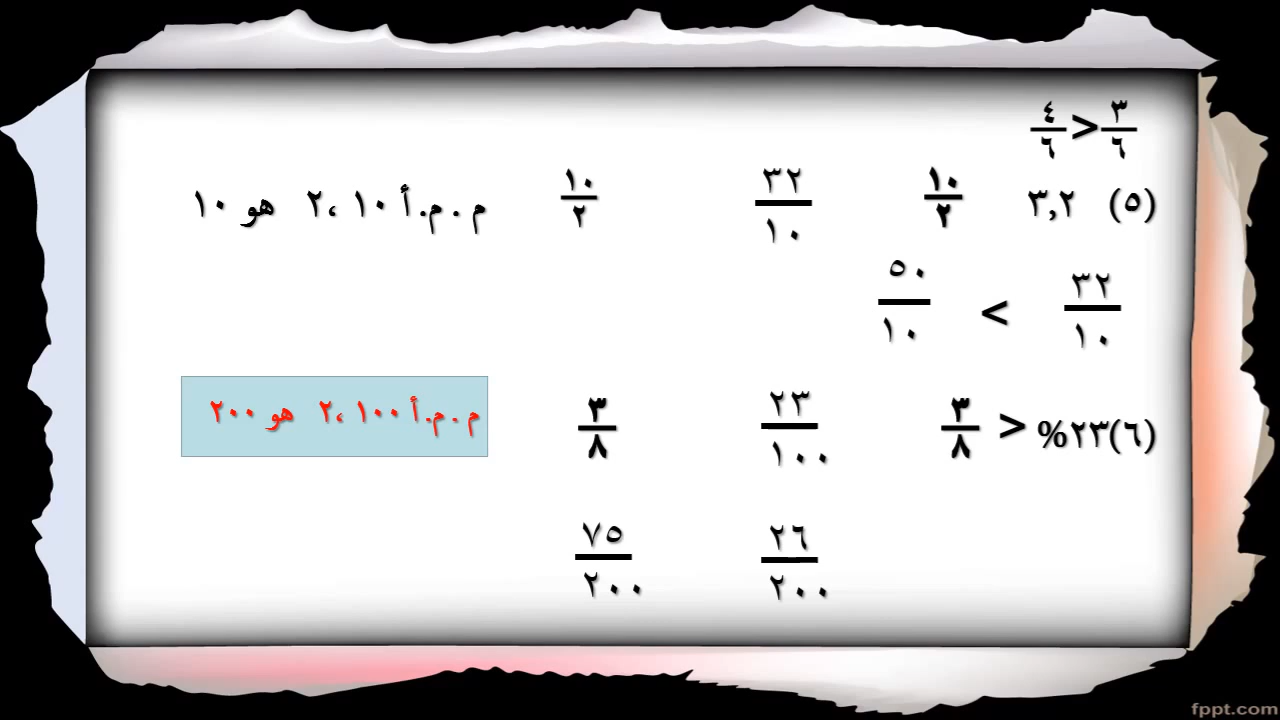 ٣/٦ > ٤/٦
(٥) ٣,٢ ١٠/٢ ٣٢/١٠ ١٠/٢ م . م. أ ١٠ ،٢ هو ١٠
٣٢/١٠ < ٥٠/١٠
(٦)٢٣% > ٣/٨ ٢٣/١٠٠ ٣/٨ م . م. أ ١٠٠ ،٢ هو ٢٠٠
٢٦/٢٠٠ ٧٥/٢٠٠
fppt.com